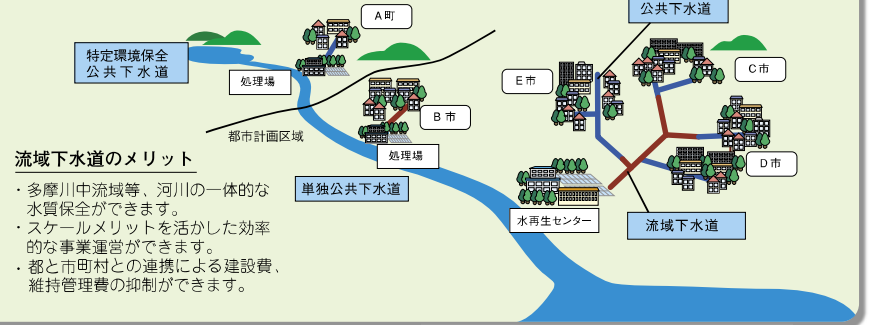 公共下水道
A町
特定環境保全
公共下水道
処理場
E市
C市
B市
都市計画区域
処理場
D市
流域下水道のメリット
単独公共下水道
水再生センター
流域下水道
・多摩川中流域等、河川の一体的な
水質保全ができます。
・スケールメリットを活かした効率
的な事業運営ができます。
・都と市町村との連携による建設費、
維持管理費の抑制ができます。